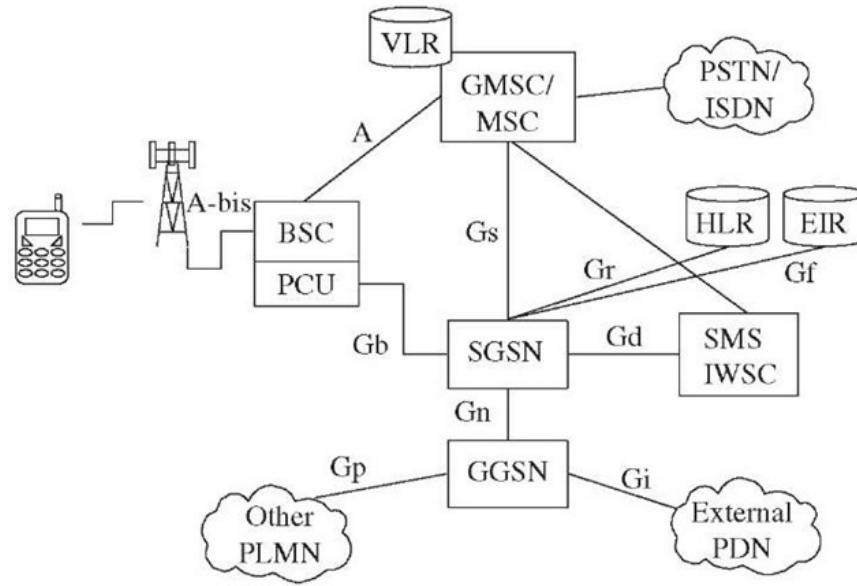 VLR
GMSC/
MSC
PSTN/
ISDN
A
A-bis
BSC
PCU
HLR
EIR
Gs
Gr
Gf
Gb
SGSN
Gd
SMS
IWSC
Gn
Gp
GGSN
Gi
Other
PLMN
External
PDN